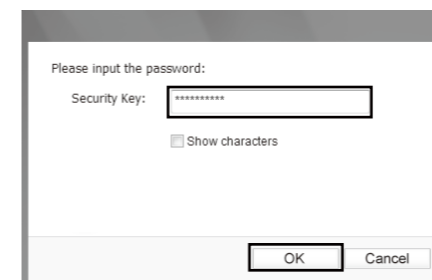 Please input the password:
Security Key: **********
Show characters
OK Cancel